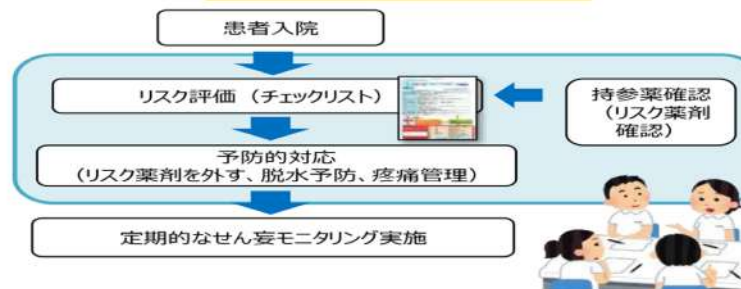 患者入院
リスク評価 (チェックリスト)
持参薬確認
(リスク薬剤
確認)
予防的対応
(リスク薬剤を外す、脱水予防、疼痛管理)
定期的なせん妄モニタリング実施